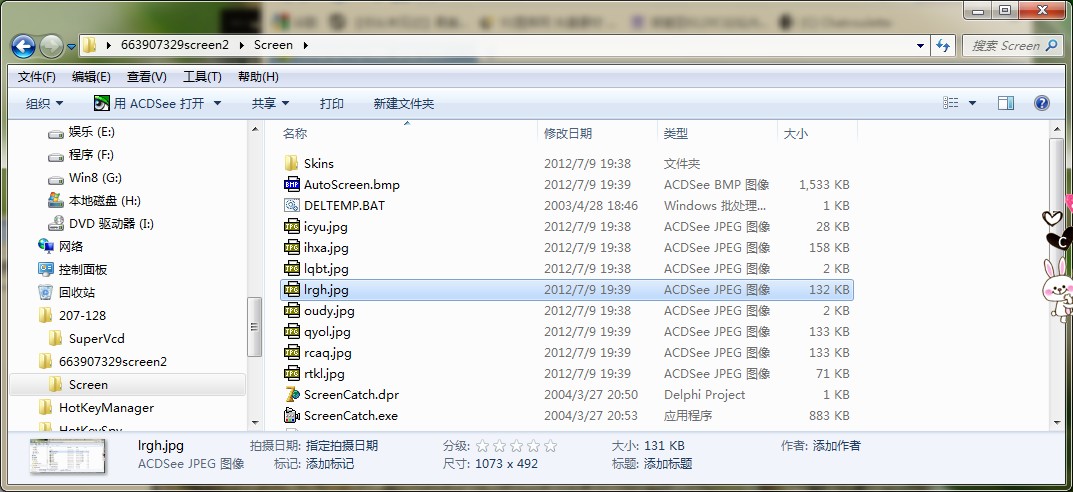 663907329screen2 Screen
搜索 Screen
文件(F) 编辑(E) 查看(V) 工具(T) 帮助(H)
组织 用 ACDSee 打开 共享 打印 新建文件夹
名称 修改日期 类型 大小
娱乐 (E:)
程序 (F:)
Win8 (G:)
本地磁盘 (H:)
DVD 驱动器 (I:)
网络
控制面板
回收站
207-128
SuperVcd
663907329screen2
Screen
HotKeyManager
HotKeySpy
Skins 2012/7/9 19:38 文件夹
AutoScreen.bmp 2012/7/9 19:39 ACDSee BMP 图像 1,533 KB
DELTEMP.BAT 2003/4/28 18:46 Windows 批处理... 1 KB
icyu.jpg 2012/7/9 19:38 ACDSee JPEG 图像 28 KB
ihxa.jpg 2012/7/9 19:38 ACDSee JPEG 图像 158 KB
lqbt.jpg 2012/7/9 19:38 ACDSee JPEG 图像 2 KB
lrgh.jpg 2012/7/9 19:39 ACDSee JPEG 图像 132 KB
oudy.jpg 2012/7/9 19:38 ACDSee JPEG 图像 2 KB
qyol.jpg 2012/7/9 19:39 ACDSee JPEG 图像 133 KB
rcaq.jpg 2012/7/9 19:39 ACDSee JPEG 图像 133 KB
rtkl.jpg 2012/7/9 19:39 ACDSee JPEG 图像 71 KB
ScreenCatch.dpr 2004/3/27 20:50 Delphi Project 1 KB
ScreenCatch.exe 2004/3/27 20:53 应用程序 883 KB
lrgh.jpg 拍摄日期: 指定拍摄日期 分级: 大小: 131 KB 作者: 添加作者
ACDSee JPEG 图像 标记: 添加标记 尺寸: 1073 x 492 标题: 添加标题